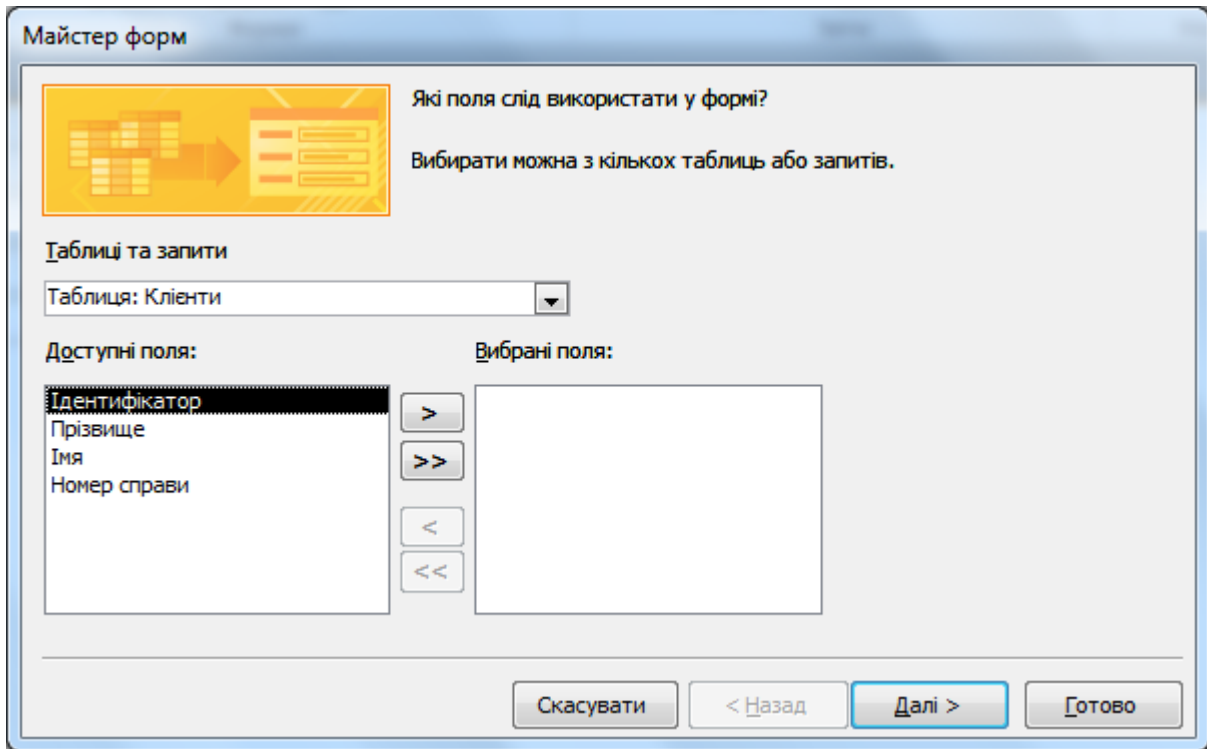 Майстер форм
Які поля слід використати у формі?
Вибирати можна з кількох таблиць або запитів.
Таблиці та запити
Таблиця: Клієнти
Доступні поля:
Вибрані поля:
Ідентифікатор
Прізвище
Імя
Номер справи
>
>>
<
<<
Скасувати
< Назад
Далі >
Готово